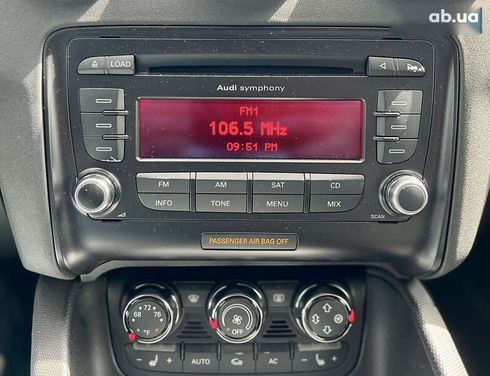 ab.ua
LOAD
Audi symphony
FM1
106.5 MHz
09:51 PM
FM AM SAT CD
INFO TONE MENU MIX
SCAN
PASSENGER AIR BAG OFF
72
68 76
°F
OFF
AUTO AC